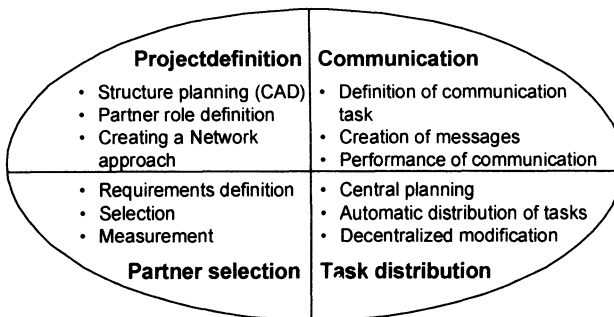 Projectdefinition
• Structure planning (CAD)
• Partner role definition
• Creating a Network
approach
Communication
• Definition of communication
task
• Creation of messages
• Performance of communication
• Requirements definition
• Selection
• Measurement
Partner selection
• Central planning
• Automatic distribution of tasks
• Decentralized modification
Task distribution